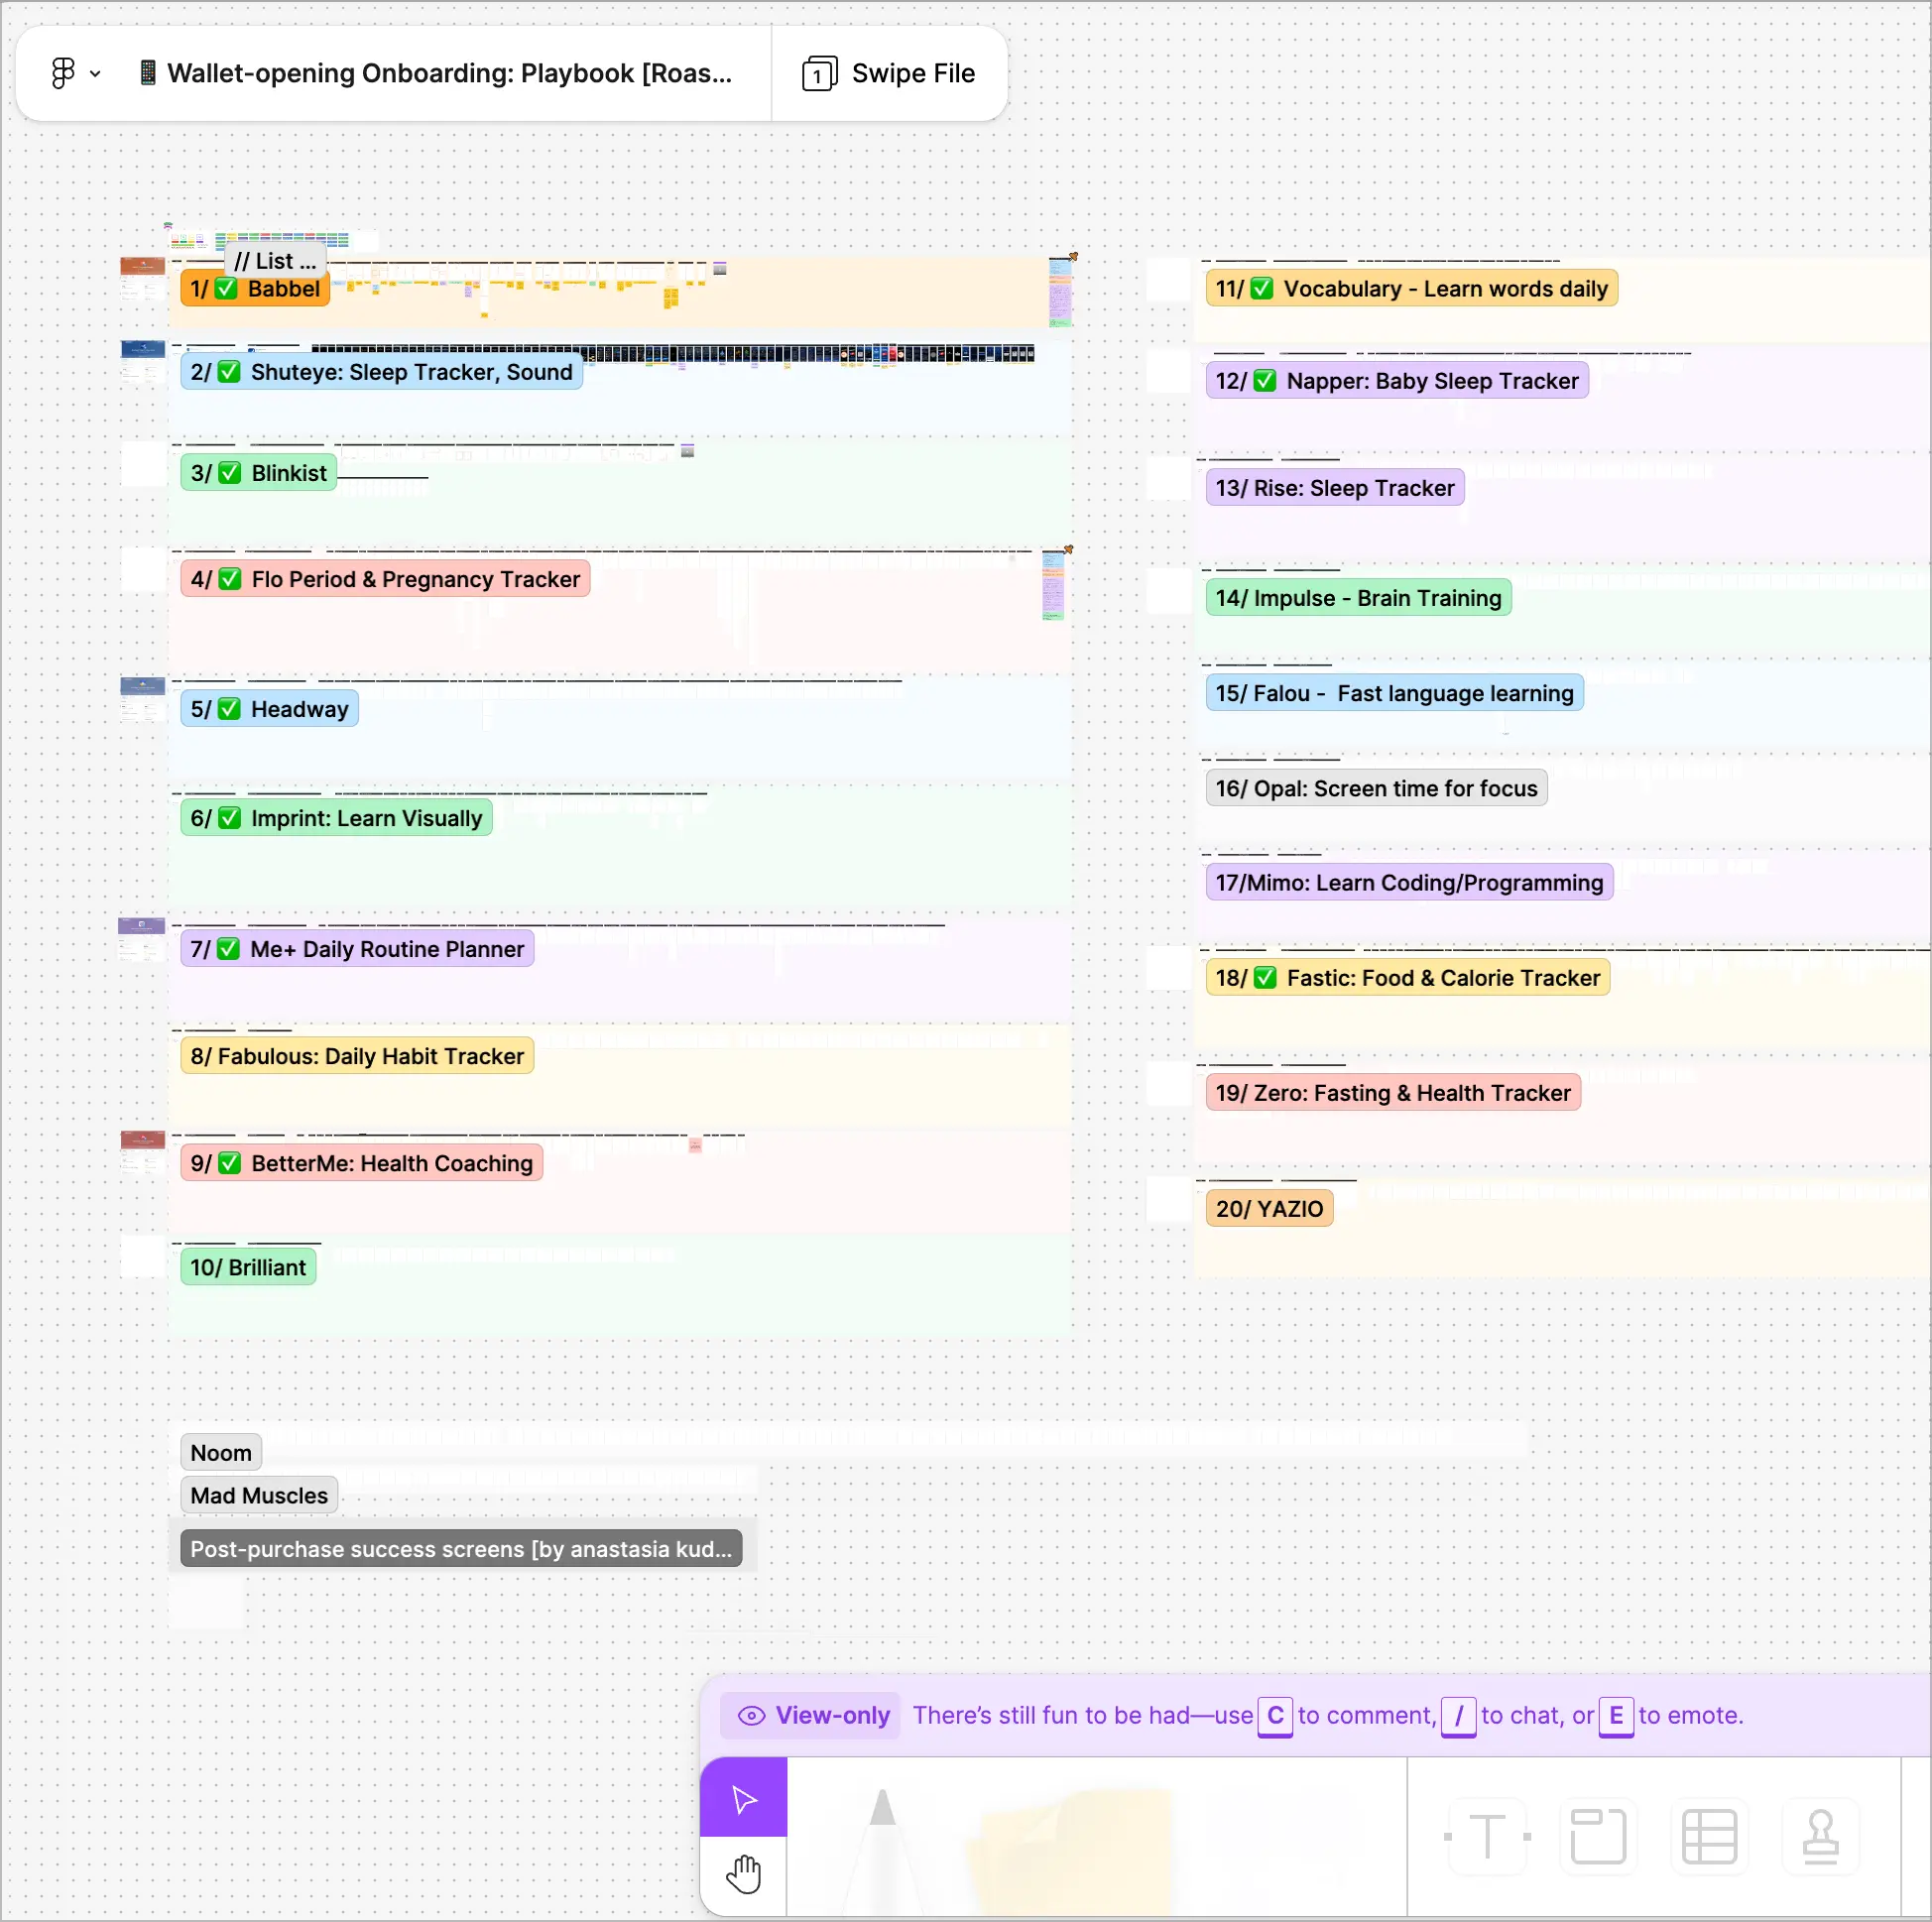 📱 Wallet-opening Onboarding: Playbook [Roas...
1 Swipe File
// List ...
1/ ✅ Babbel
2/ ✅ Shuteye: Sleep Tracker, Sound
3/ ✅ Blinkist
4/ ✅ Flo Period & Pregnancy Tracker
5/ ✅ Headway
6/ ✅ Imprint: Learn Visually
7/ ✅ Me+ Daily Routine Planner
8/ Fabulous: Daily Habit Tracker
9/ ✅ BetterMe: Health Coaching
10/ Brilliant
11/ ✅ Vocabulary - Learn words daily
12/ ✅ Napper: Baby Sleep Tracker
13/ Rise: Sleep Tracker
14/ Impulse - Brain Training
15/ Falou -  Fast language learning
16/ Opal: Screen time for focus
17/Mimo: Learn Coding/Programming
18/ ✅ Fastic: Food & Calorie Tracker
19/ Zero: Fasting & Health Tracker
20/ YAZIO
Noom
Mad Muscles
Post-purchase success screens [by anastasia kud...
View-only There's still fun to be had—use C to comment, / to chat, or E to emote.
T